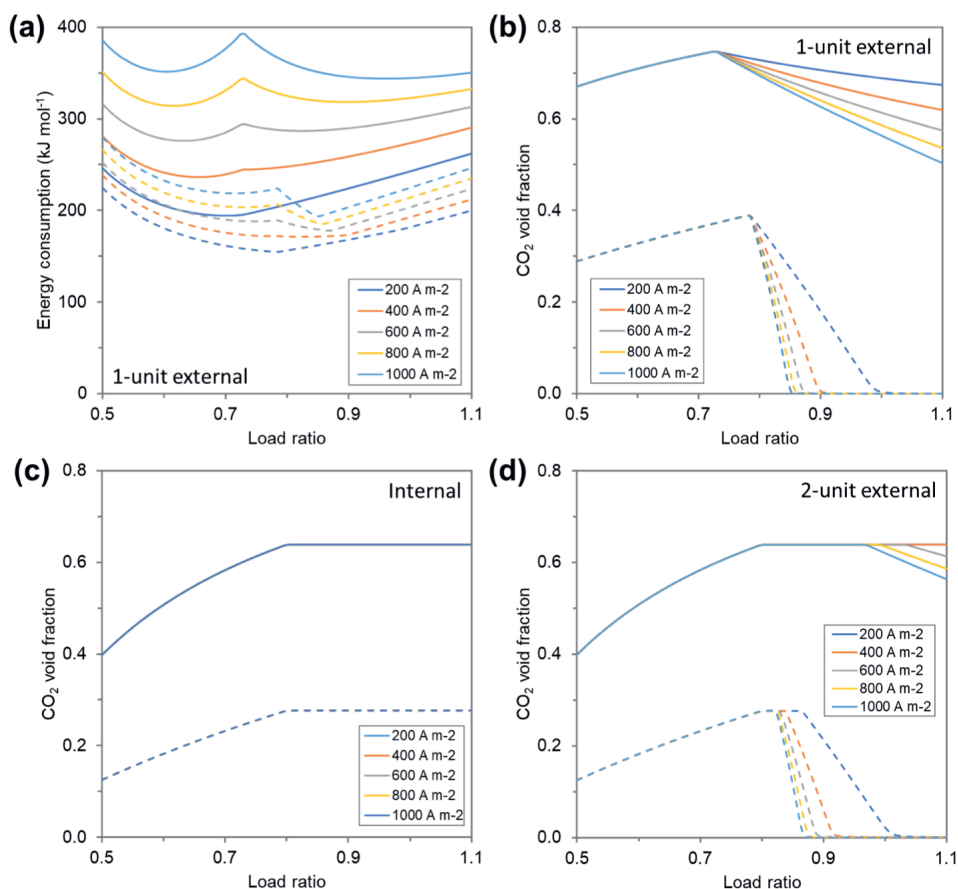 (a)
400
300
200
100
0
Energy consumption (kJ mol⁻¹)
1-unit external
200 A m-2
400 A m-2
600 A m-2
800 A m-2
1000 A m-2
0.5
0.7
0.9
1.1
Load ratio
(b)
0.8
0.6
0.4
0.2
0.0
CO₂ void fraction
1-unit external
200 A m-2
400 A m-2
600 A m-2
800 A m-2
1000 A m-2
0.5
0.7
0.9
1.1
Load ratio
(c)
0.8
0.6
0.4
0.2
0.0
CO₂ void fraction
Internal
200 A m-2
400 A m-2
600 A m-2
800 A m-2
1000 A m-2
0.5
0.7
0.9
1.1
Load ratio
(d)
0.8
0.6
0.4
0.2
0.0
CO₂ void fraction
2-unit external
200 A m-2
400 A m-2
600 A m-2
800 A m-2
1000 A m-2
0.5
0.7
0.9
1.1
Load ratio